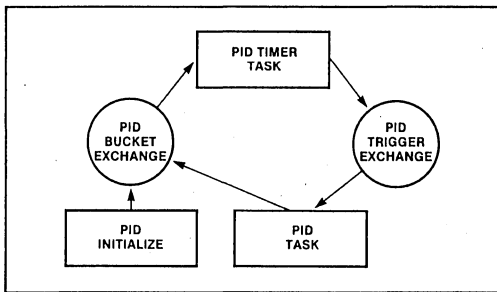 PID TIMER
TASK
PID
BUCKET
EXCHANGE
PID
TRIGGER
EXCHANGE
PID
INITIALIZE
PID
TASK